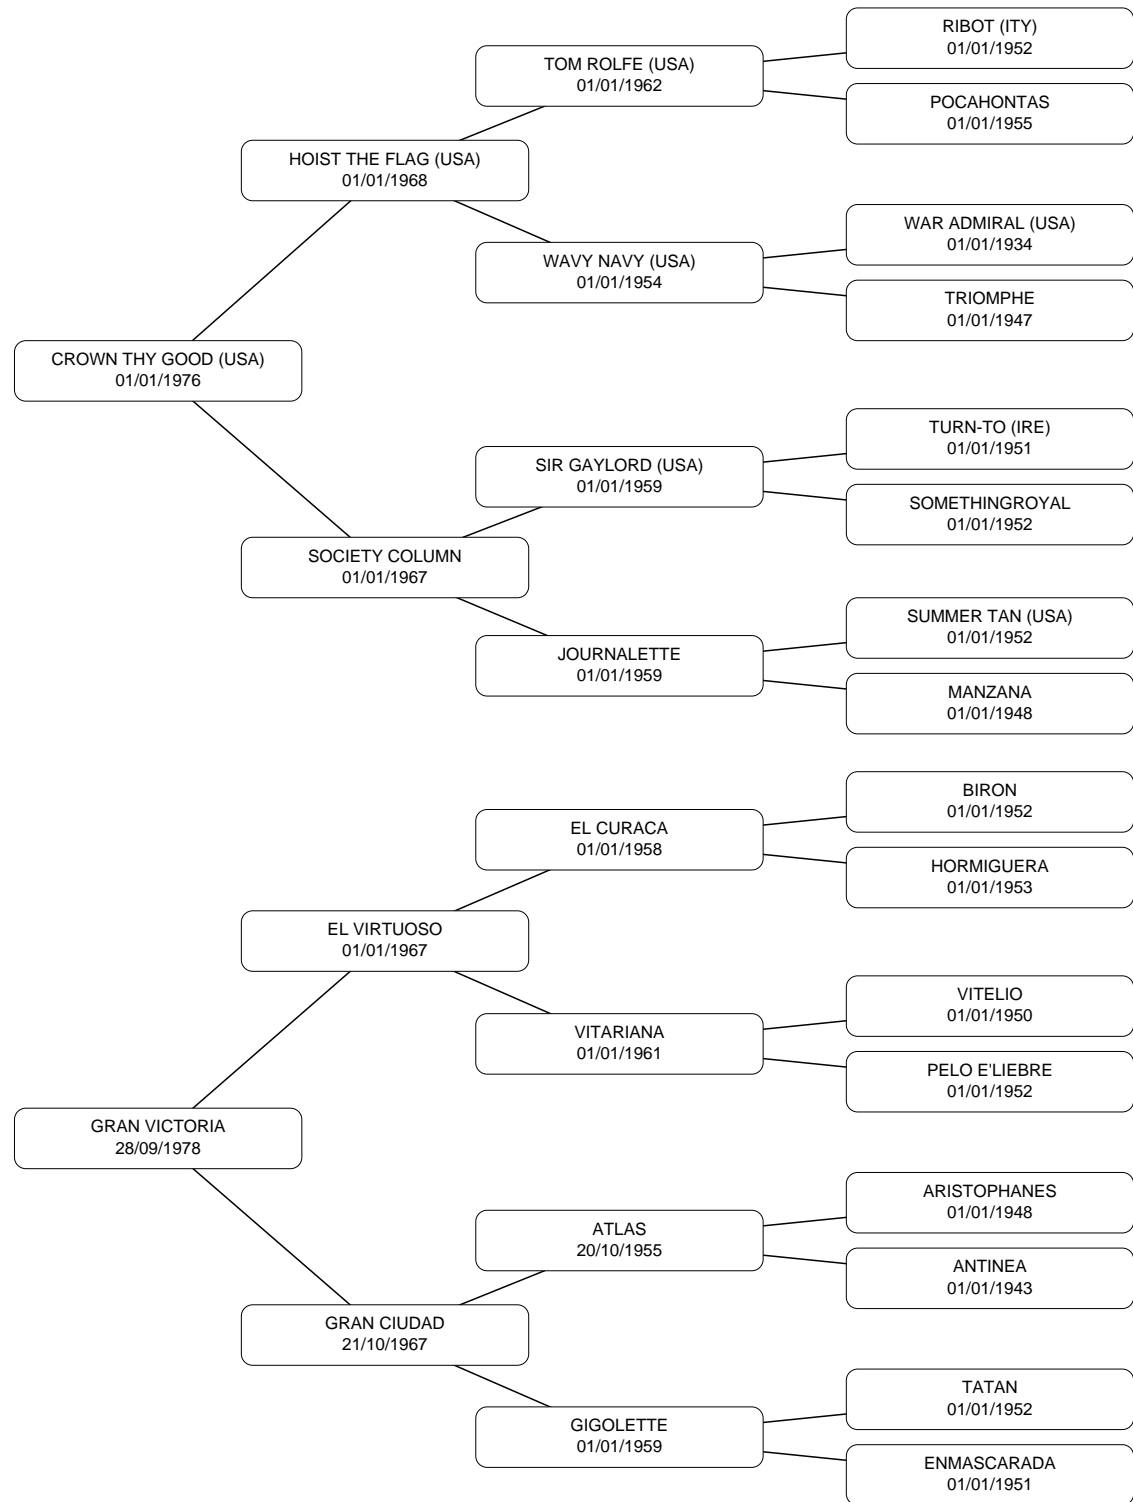 RIBOT (ITY)
01/01/1952
TOM ROLFE (USA)
01/01/1962
POCAHONTAS
01/01/1955
HOIST THE FLAG (USA)
01/01/1968
WAR ADMIRAL (USA)
01/01/1934
WAVY NAVY (USA)
01/01/1954
TRIOMPHE
01/01/1947
CROWN THY GOOD (USA)
01/01/1976
TURN-TO (IRE)
01/01/1951
SIR GAYLORD (USA)
01/01/1959
SOMETHINGROYAL
01/01/1952
SOCIETY COLUMN
01/01/1967
SUMMER TAN (USA)
01/01/1952
JOURNALETTE
01/01/1959
MANZANA
01/01/1948
BIRON
01/01/1952
EL CURACA
01/01/1958
HORMIGUERA
01/01/1953
EL VIRTUOSO
01/01/1967
VITELIO
01/01/1950
VITARIANA
01/01/1961
PELO E'LIEBRE
01/01/1952
GRAN VICTORIA
28/09/1978
ARISTOPHANES
01/01/1948
ATLAS
20/10/1955
ANTINEA
01/01/1943
GRAN CIUDAD
21/10/1967
TATAN
01/01/1952
GIGOLETTE
01/01/1959
ENMASCARADA
01/01/1951